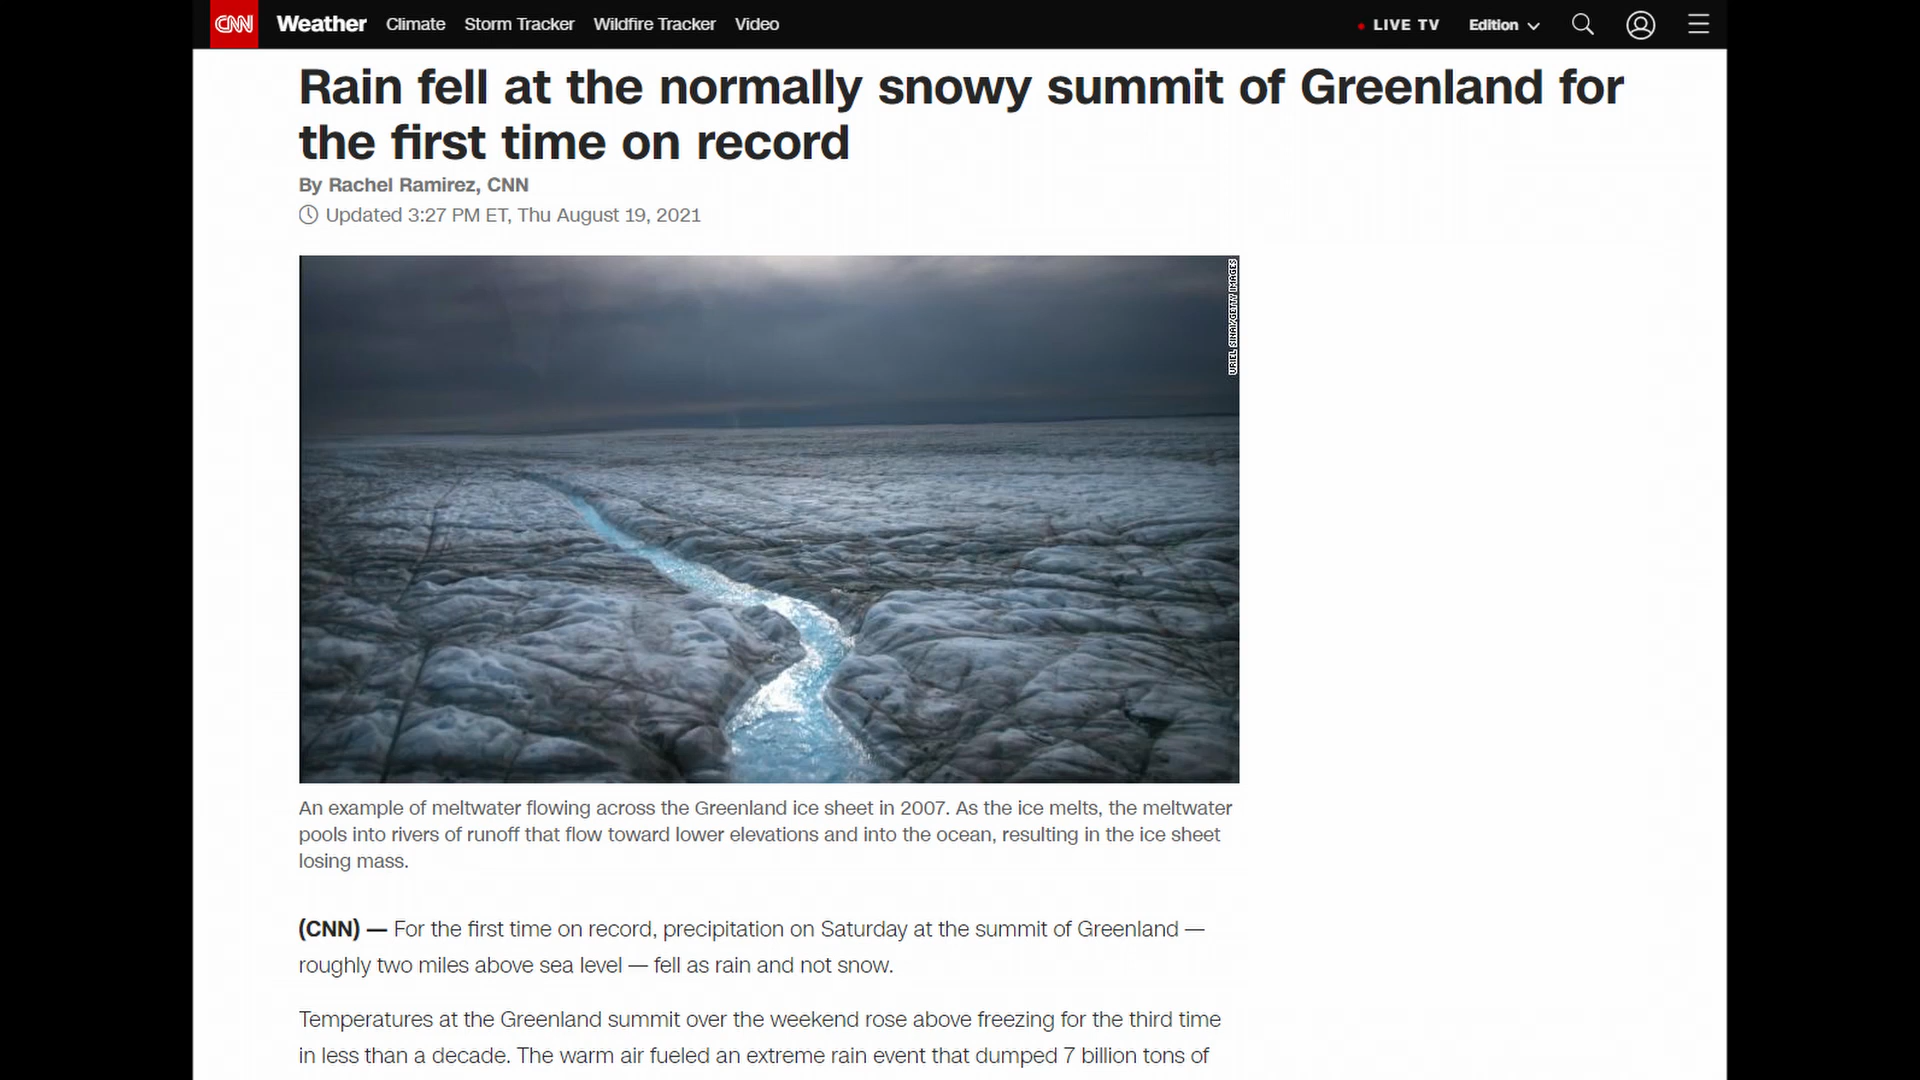 CNN Weather Climate Storm Tracker Wildfire Tracker Video LIVE TV Edition
Rain fell at the normally snowy summit of Greenland for
the first time on record
By Rachel Ramirez, CNN
Updated 3:27 PM ET, Thu August 19, 2021
URIEL SINAI/GETTY IMAGES
An example of meltwater flowing across the Greenland ice sheet in 2007. As the ice melts, the meltwater
pools into rivers of runoff that flow toward lower elevations and into the ocean, resulting in the ice sheet
losing mass.
(CNN) — For the first time on record, precipitation on Saturday at the summit of Greenland —
roughly two miles above sea level — fell as rain and not snow.
Temperatures at the Greenland summit over the weekend rose above freezing for the third time
in less than a decade. The warm air fueled an extreme rain event that dumped 7 billion tons of